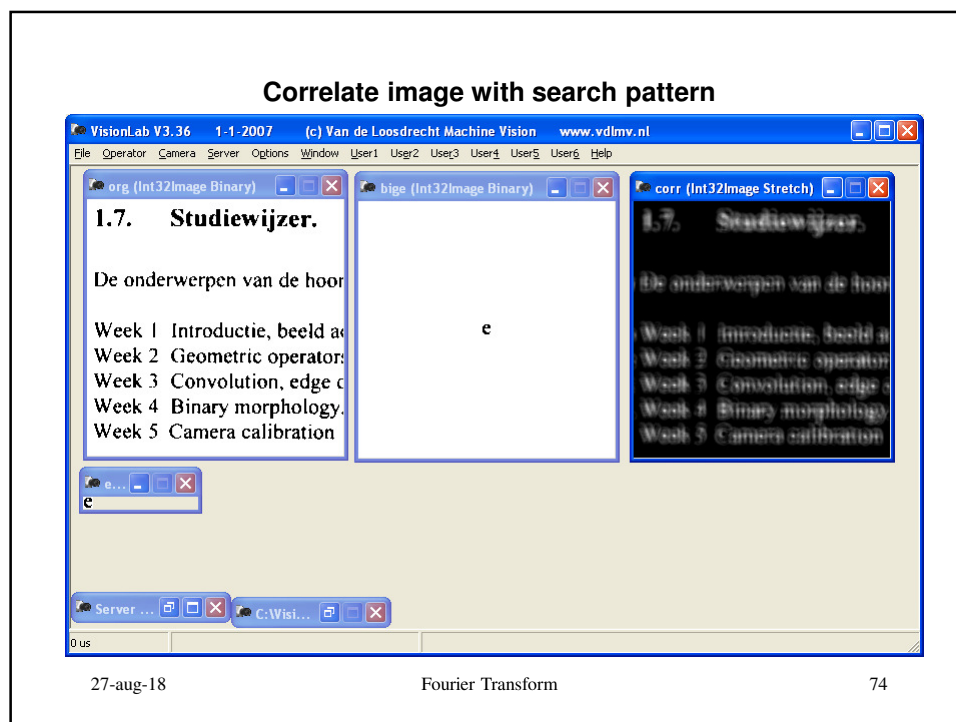 Correlate image with search pattern
VisionLab V3.36 1-1-2007 (c) Van de Loosdrecht Machine Vision www.vdlmv.nl
File Operator Camera Server Options Window User1 User2 User3 User4 User5 User6 Help
org (Int32Image Binary)
1.7. Studiewijzer.
De onderwerpen van de hoor
Week 1 Introductie, beeld ac
Week 2 Geometric operators
Week 3 Convolution, edge d
Week 4 Binary morphology.
Week 5 Camera calibration
bige (Int32Image Binary)
e
corr (Int32Image Stretch)
1.7. Studiewijzer.
De onderwerpen van de hoor
Week 1 Introductie, beeld a
Week 2 Geometric operator
Week 3 Convolution, edge
Week 4 Binary morphology
Week 5 Camera calibration
e...
e
Server ...
C:\Visi...
0 us
27-aug-18 Fourier Transform 74